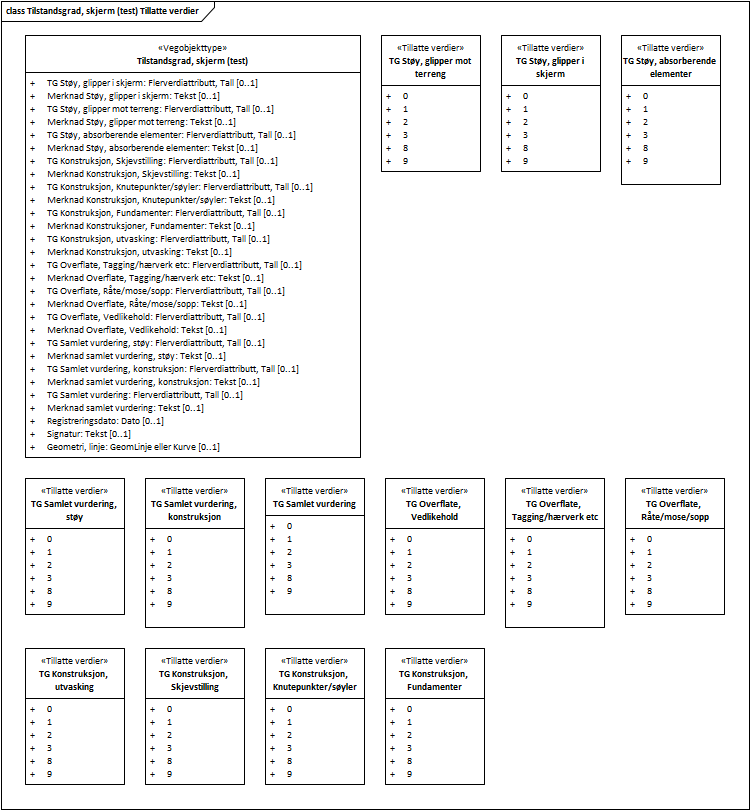 class Tilstandsgrad, skjerm (test) Tillatte verdier
«Vegobjekttype»
Tilstandsgrad, skjerm (test)
+ TG Støy, glipper i skjerm: Flerverdiattributt, Tall [0..1]
+ Merknad Støy, glipper i skjerm: Tekst [0..1]
+ TG Støy, glipper mot terreng: Flerverdiattributt, Tall [0..1]
+ Merknad Støy, glipper mot terreng: Tekst [0..1]
+ TG Støy, absorberende elementer: Flerverdiattributt, Tall [0..1]
+ Merknad Støy, absorberende elementer: Tekst [0..1]
+ TG Konstruksjon, Skjevstilling: Flerverdiattributt, Tall [0..1]
+ Merknad Konstruksjon, Skjevstilling: Tekst [0..1]
+ TG Konstruksjon, Knutepunkter/søyler: Flerverdiattributt, Tall [0..1]
+ Merknad Konstruksjon, Knutepunkter/søyler: Tekst [0..1]
+ TG Konstruksjon, Fundamenter: Flerverdiattributt, Tall [0..1]
+ Merknad Konstruksjoner, Fundamenter: Tekst [0..1]
+ TG Konstruksjon, utvasking: Flerverdiattributt, Tall [0..1]
+ Merknad Konstruksjon, utvasking: Tekst [0..1]
+ TG Overflate, Tagging/hærverk etc: Flerverdiattributt, Tall [0..1]
+ Merknad Overflate, Tagging/hærverk etc: Tekst [0..1]
+ TG Overflate, Råte/mose/sopp: Flerverdiattributt, Tall [0..1]
+ Merknad Overflate, Råte/mose/sopp: Tekst [0..1]
+ TG Overflate, Vedlikehold: Flerverdiattributt, Tall [0..1]
+ Merknad Overflate, Vedlikehold: Tekst [0..1]
+ TG Samlet vurdering, støy: Flerverdiattributt, Tall [0..1]
+ Merknad samlet vurdering, støy: Tekst [0..1]
+ TG Samlet vurdering, konstruksjon: Flerverdiattributt, Tall [0..1]
+ Merknad samlet vurdering, konstruksjon: Tekst [0..1]
+ TG Samlet vurdering: Flerverdiattributt, Tall [0..1]
+ Merknad samlet vurdering: Tekst [0..1]
+ Registreringsdato: Dato [0..1]
+ Signatur: Tekst [0..1]
+ Geometri, linje: GeomLinje eller Kurve [0..1]
«Tillatte verdier»
TG Støy, glipper mot
terreng
+ 0
+ 1
+ 2
+ 3
+ 8
+ 9
«Tillatte verdier»
TG Støy, glipper i
skjerm
+ 0
+ 1
+ 2
+ 3
+ 8
+ 9
«Tillatte verdier»
TG Støy, absorberende
elementer
+ 0
+ 1
+ 2
+ 3
+ 8
+ 9
«Tillatte verdier»
TG Samlet vurdering,
støy
+ 0
+ 1
+ 2
+ 3
+ 8
+ 9
«Tillatte verdier»
TG Samlet vurdering,
konstruksjon
+ 0
+ 1
+ 2
+ 3
+ 8
+ 9
«Tillatte verdier»
TG Samlet vurdering
+ 0
+ 1
+ 2
+ 3
+ 8
+ 9
«Tillatte verdier»
TG Overflate,
Vedlikehold
+ 0
+ 1
+ 2
+ 3
+ 8
+ 9
«Tillatte verdier»
TG Overflate,
Tagging/hærverk etc
+ 0
+ 1
+ 2
+ 3
+ 8
+ 9
«Tillatte verdier»
TG Overflate,
Råte/mose/sopp
+ 0
+ 1
+ 2
+ 3
+ 8
+ 9
«Tillatte verdier»
TG Konstruksjon,
utvasking
+ 0
+ 1
+ 2
+ 3
+ 8
+ 9
«Tillatte verdier»
TG Konstruksjon,
Skjevstilling
+ 0
+ 1
+ 2
+ 3
+ 8
+ 9
«Tillatte verdier»
TG Konstruksjon,
Knutepunkter/søyler
+ 0
+ 1
+ 2
+ 3
+ 8
+ 9
«Tillatte verdier»
TG Konstruksjon,
Fundamenter
+ 0
+ 1
+ 2
+ 3
+ 8
+ 9